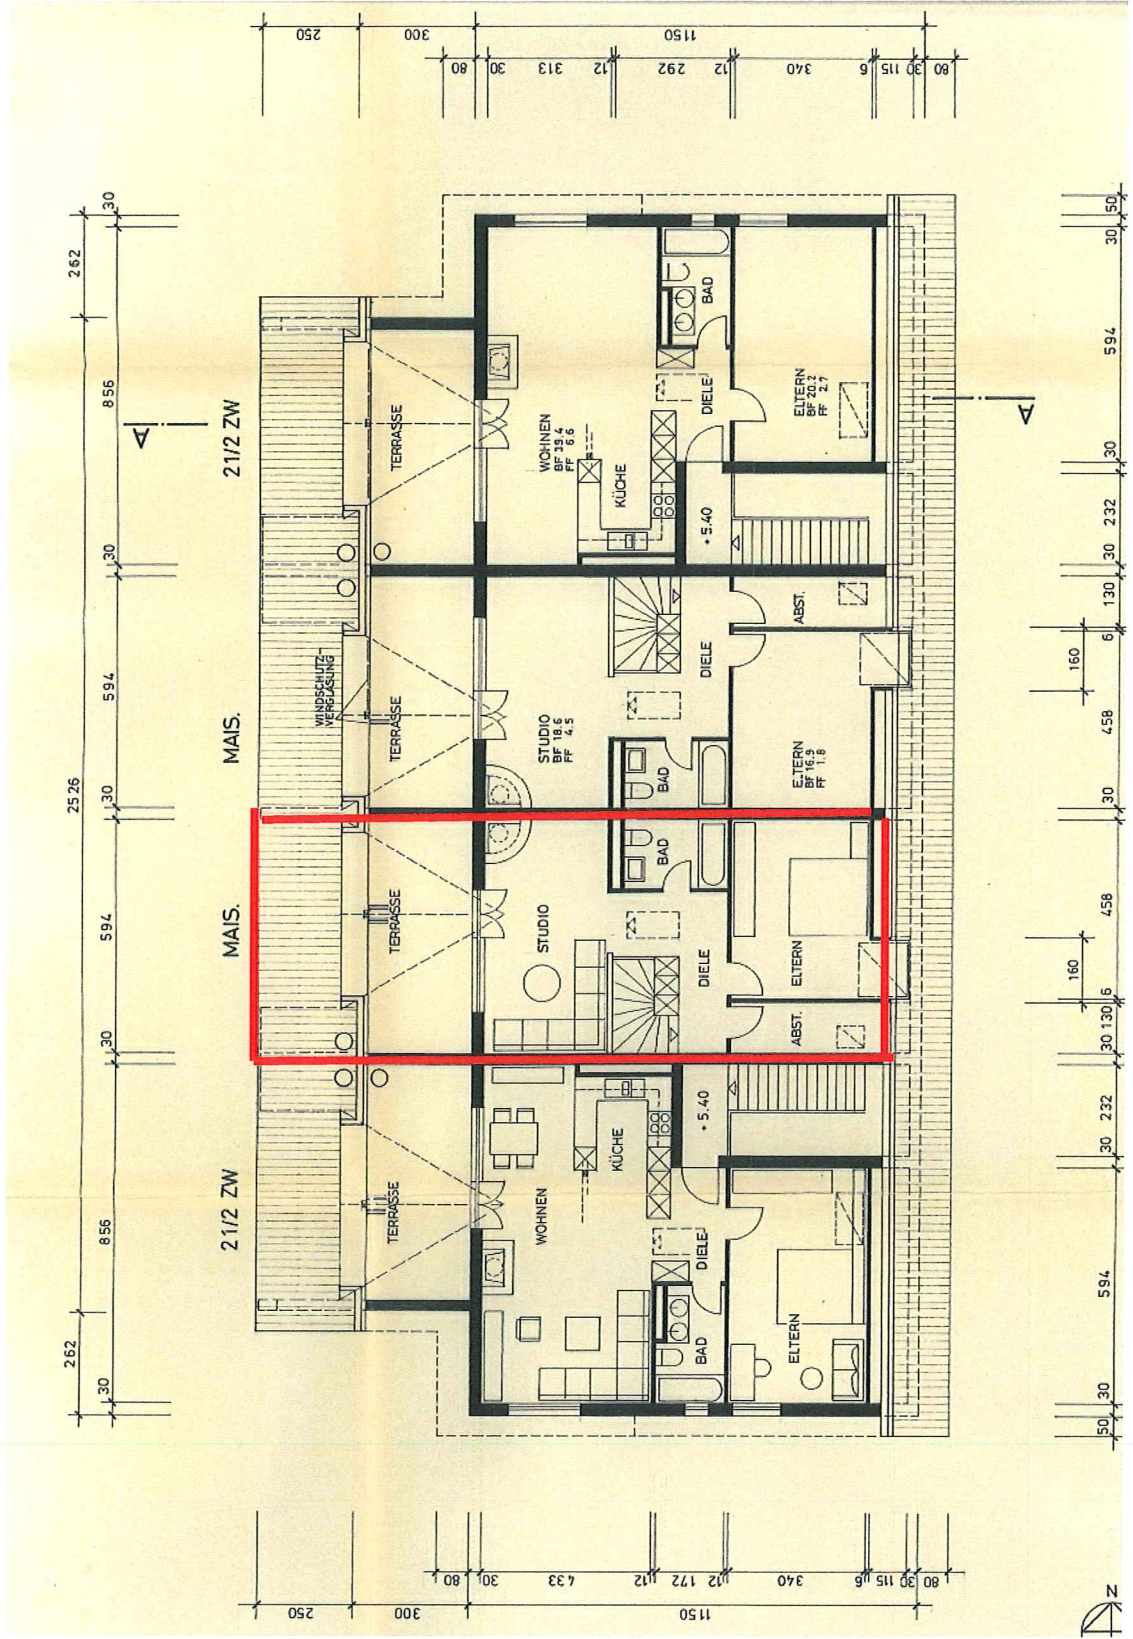 250
300
1150
80
30
313
12
292
12
340
6
115
30
80
262
30
856
30
594
30
594
30
856
30
262
2526
50
30
594
30
232
30
130
6
160
458
30
458
160
6
130
30
232
30
594
30
50
21/2 ZW
A
A
TERRASSE
WOHNEN
BF 39.4
FF 6.6
KÜCHE
BAD
DIELE
ELTERN
BF 20.2
FF 2.7
+5.40
MAIS.
WINDSCHUTZ-
VERGLASUNG
TERRASSE
STUDIO
BF 18.6
FF 4.5
DIELE
ABST.
BAD
ELTERN
BF 16.9
FF 1.8
MAIS.
TERRASSE
STUDIO
BAD
DIELE
ELTERN
ABST.
21/2 ZW
TERRASSE
WOHNEN
KÜCHE
+5.40
DIELE
BAD
ELTERN
80
30
433
12
172
12
340
6
115
30
80
250
300
1150
N